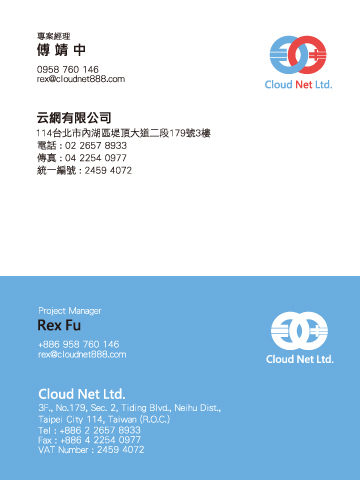 專案經理
傅 靖 中
0958 760 146
rex@cloudnet888.com
Cloud Net Ltd.
云網有限公司
114台北市內湖區堤頂大道二段179號3樓
電話 : 02 2657 8933
傳真 : 04 2254 0977
統一編號 : 2459 4072
Project Manager
Rex Fu
+886 958 760 146
rex@cloudnet888.com
Cloud Net Ltd.
Cloud Net Ltd.
3F., No.179, Sec. 2, Tiding Blvd., Neihu Dist.,
Taipei City 114, Taiwan (R.O.C.)
Tel : +886 2 2657 8933
Fax : +886 4 2254 0977
VAT Number : 2459 4072